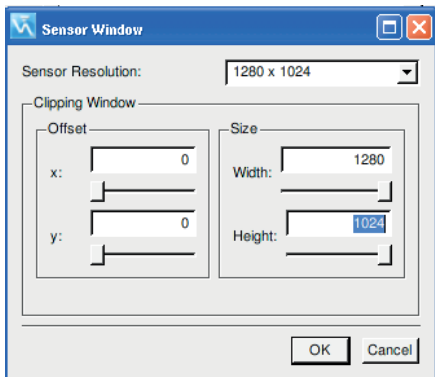 Sensor Window
Sensor Resolution: 1280 x 1024
Clipping Window
Offset Size
x: 0 Width: 1280
y: 0 Height: 1024
OK Cancel